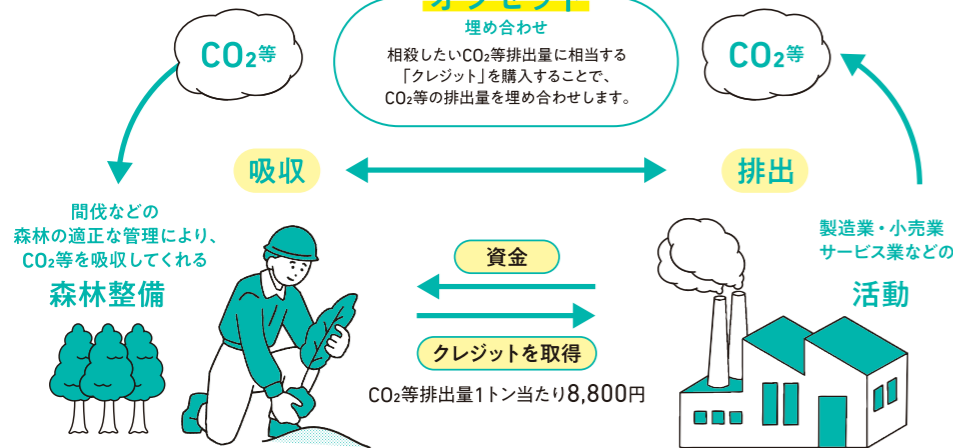 オフセット
埋め合わせ
相殺したいCO₂等排出量に相当する
「クレジット」を購入することで、
CO₂等の排出量を埋め合わせします。
CO₂等
CO₂等
吸収
排出
間伐などの
森林の適正な管理により、
CO₂等を吸収してくれる
森林整備
資金
クレジットを取得
CO₂等排出量1トン当たり8,800円
製造業・小売業
サービス業などの
活動